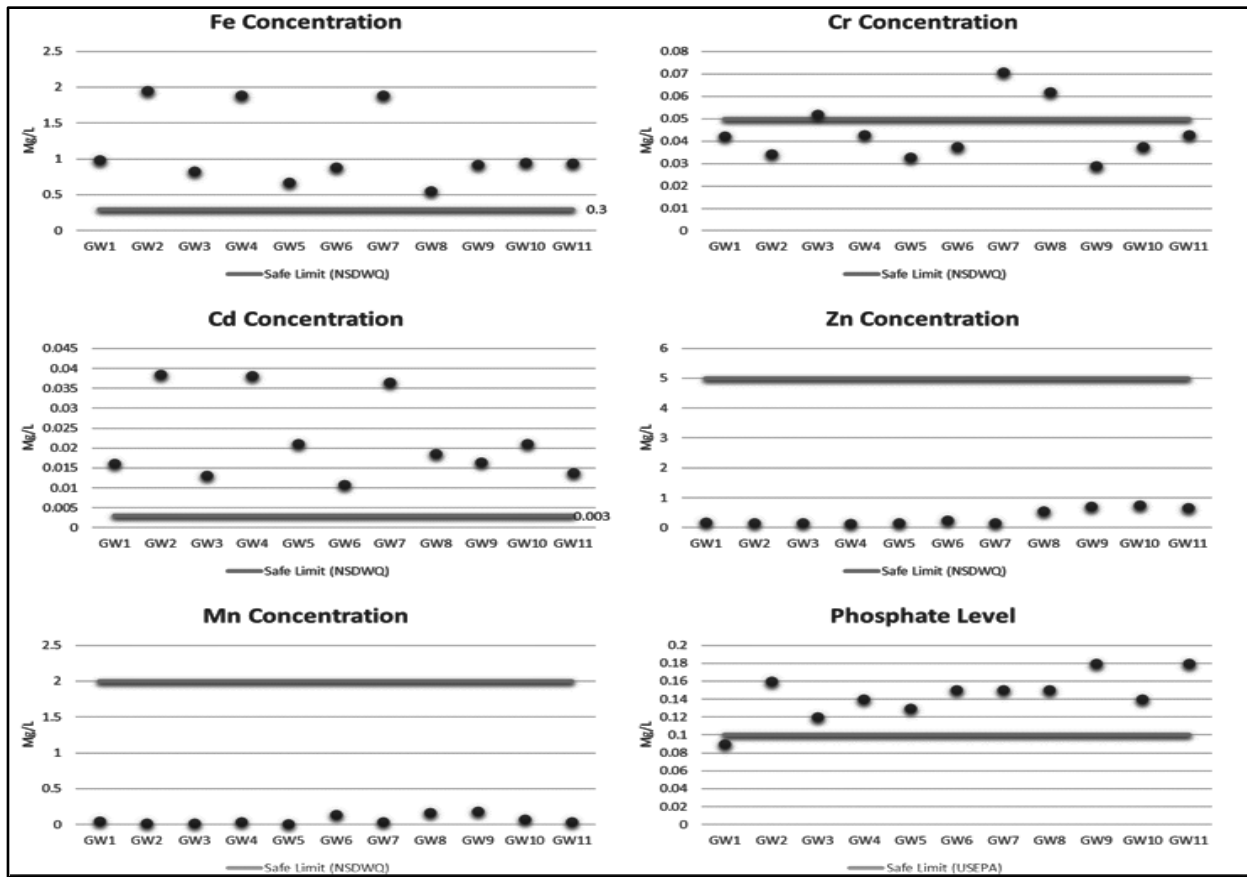 Fe Concentration
2.5
2
1.5
1
0.5
0
Mg/L
0.3
GW1 GW2 GW3 GW4 GW5 GW6 GW7 GW8 GW9 GW10 GW11
Safe Limit (NSDWQ)
Cr Concentration
0.08
0.07
0.06
0.05
0.04
0.03
0.02
0.01
0
Mg/L
GW1 GW2 GW3 GW4 GW5 GW6 GW7 GW8 GW9 GW10 GW11
Safe Limit (NSDWQ)
Cd Concentration
0.045
0.04
0.035
0.03
0.025
0.02
0.015
0.01
0.005
0
Mg/L
0.003
GW1 GW2 GW3 GW4 GW5 GW6 GW7 GW8 GW9 GW10 GW11
Safe Limit (NSDWQ)
Zn Concentration
6
5
4
3
2
1
0
Mg/L
GW1 GW2 GW3 GW4 GW5 GW6 GW7 GW8 GW9 GW10 GW11
Safe Limit (NSDWQ)
Mn Concentration
2.5
2
1.5
1
0.5
0
Mg/L
GW1 GW2 GW3 GW4 GW5 GW6 GW7 GW8 GW9 GW10 GW11
Safe Limit (NSDWQ)
Phosphate Level
0.2
0.18
0.16
0.14
0.12
0.1
0.08
0.06
0.04
0.02
0
Mg/L
GW1 GW2 GW3 GW4 GW5 GW6 GW7 GW8 GW9 GW10 GW11
Safe Limit (USEPA)